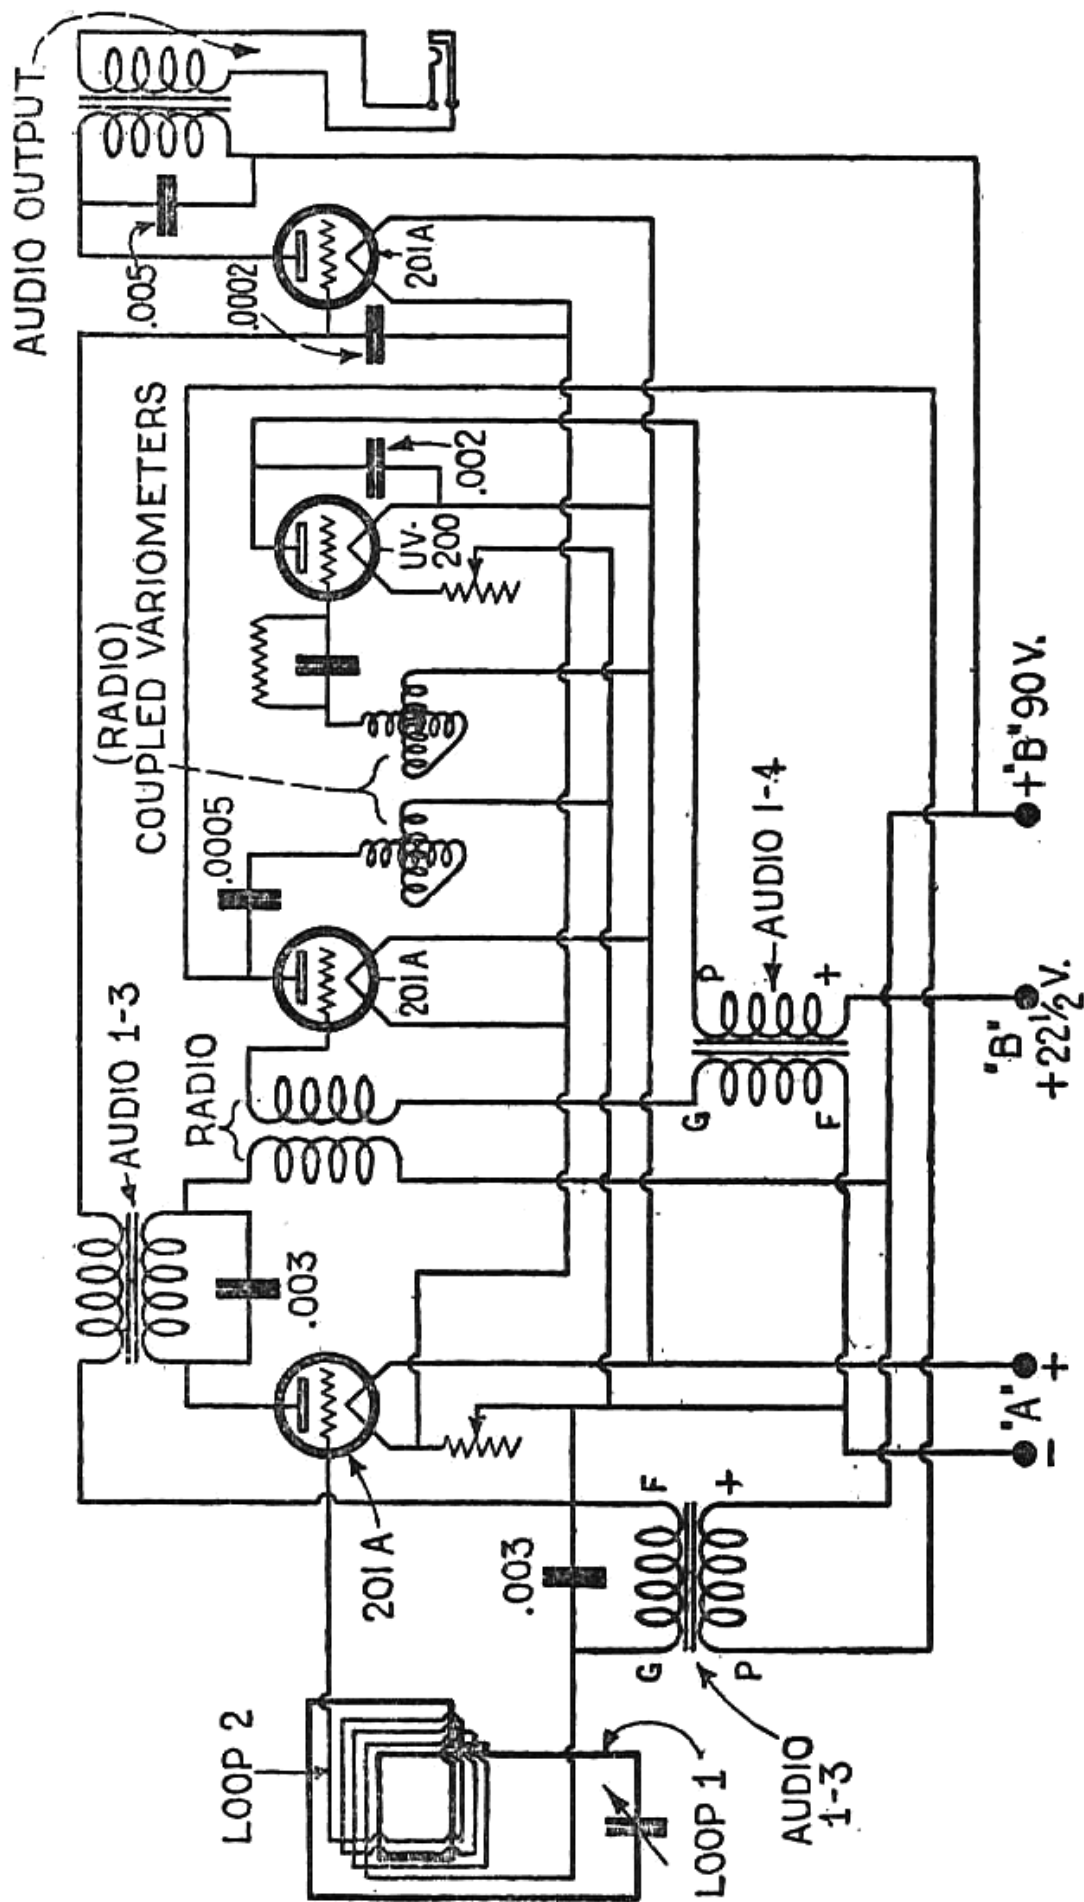 LOOP 2
201A
AUDIO 1-3
.003
RADIO
201A
.0005
(RADIO)
COUPLED VARIOMETERS
UV-
200
.002
.0002
.005
201A
AUDIO OUTPUT
LOOP 1
AUDIO
1-3
G
F
P
+
.003
- "A" +
G
P
F
+
AUDIO 1-4
"B"
+22½ V.
+"B" 90 V.